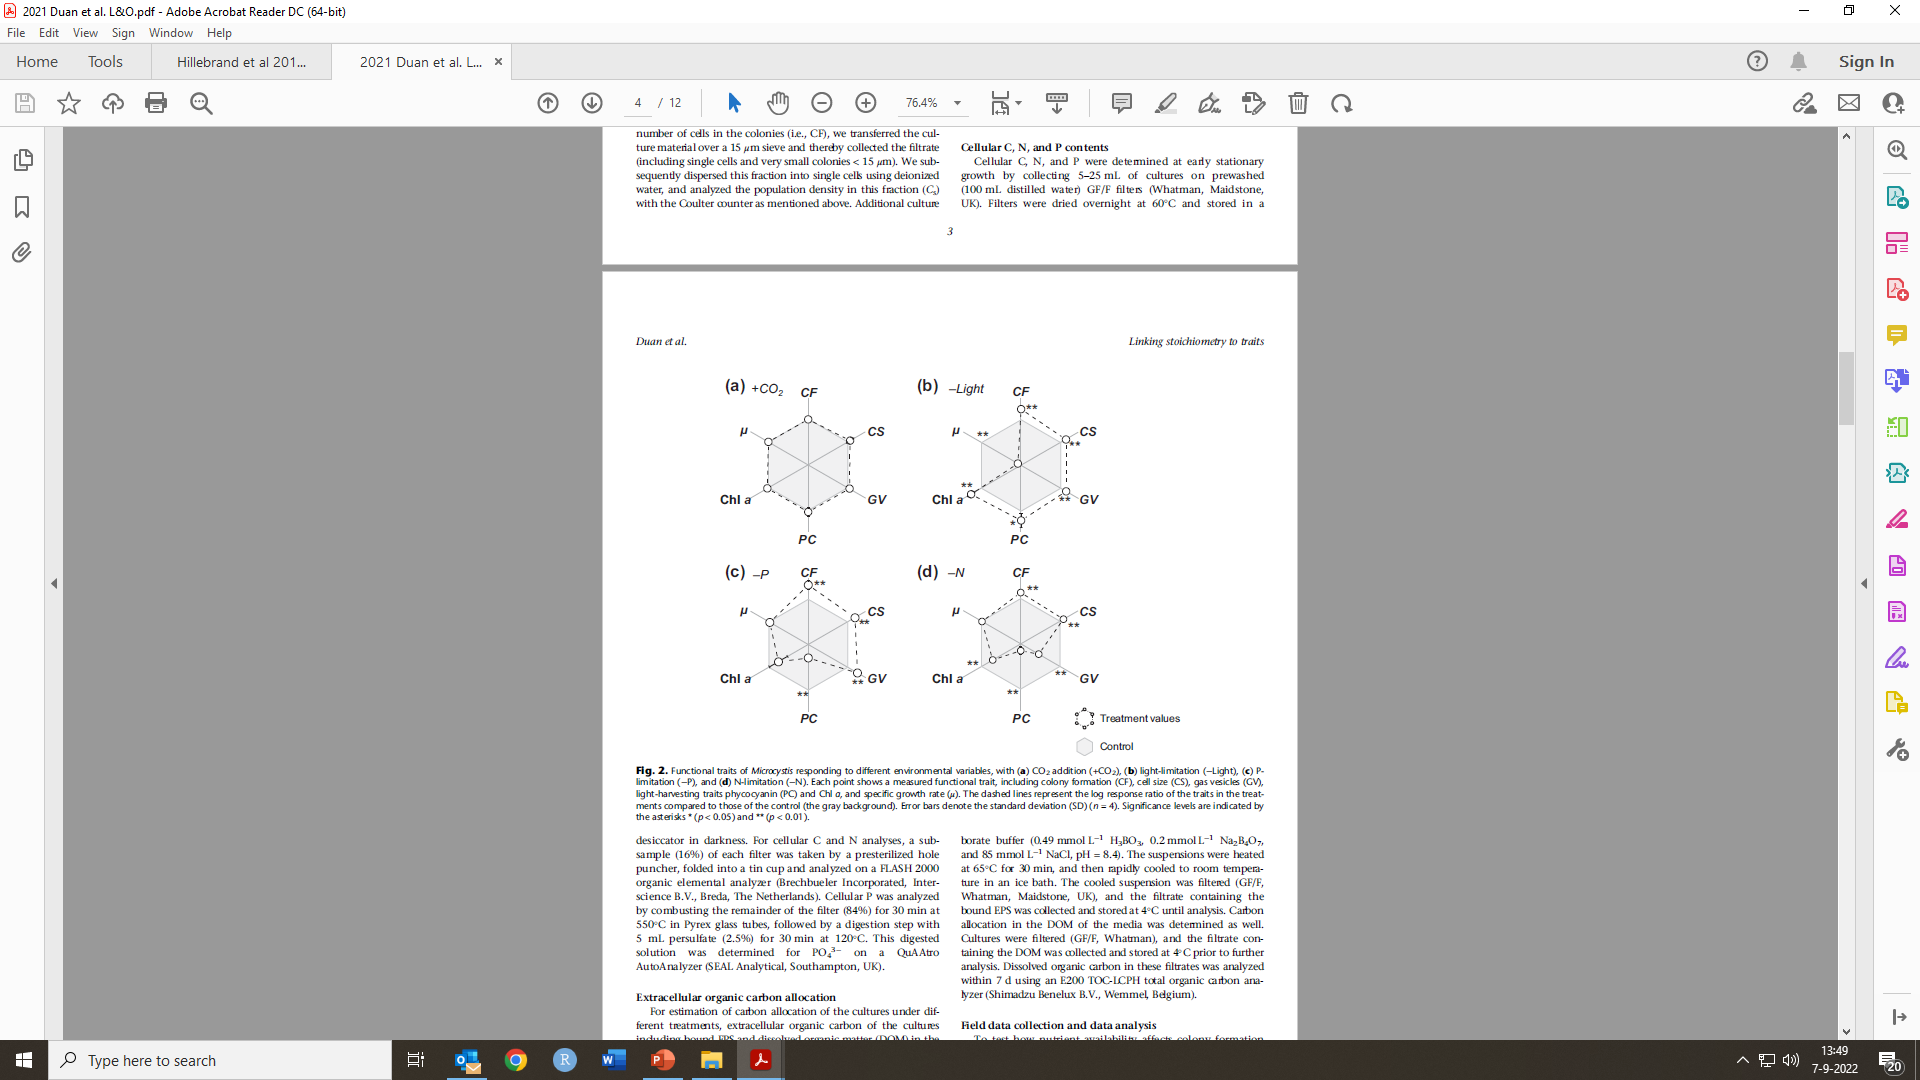 2021 Duan et al. L&O.pdf - Adobe Acrobat Reader DC (64-bit)
File Edit View Sign Window Help
Home Tools Hillebrand et al 201... 2021 Duan et al. L... ×
Sign In
4 / 12 76.4%
number of cells in the colonies (i.e., CF), we transferred the cul-
ture material over a 15 μm sieve and thereby collected the filtrate
(including single cells and very small colonies < 15 μm). We sub-
sequently dispersed this fraction into single cells using deionized
water, and analyzed the population density in this fraction (Cₛ)
with the Coulter counter as mentioned above. Additional culture
Cellular C, N, and P contents
Cellular C, N, and P were determined at early stationary
growth by collecting 5–25 mL of cultures on prewashed
(100 mL distilled water) GF/F filters (Whatman, Maidstone,
UK). Filters were dried overnight at 60°C and stored in a
3
Duan et al. Linking stoichiometry to traits
(a) +CO₂
CF
CS
GV
PC
Chl a
μ
(b) –Light
CF
**
CS
**
GV
**
PC
*
Chl a
**
μ
**
(c) –P
CF
**
CS
**
GV
**
PC
**
Chl a
μ
(d) –N
CF
**
CS
**
GV
**
PC
**
Chl a
**
μ
Treatment values
Control
Fig. 2. Functional traits of Microcystis responding to different environmental variables, with (a) CO₂ addition (+CO₂), (b) light-limitation (–Light), (c) P-
limitation (–P), and (d) N-limitation (–N). Each point shows a measured functional trait, including colony formation (CF), cell size (CS), gas vesicles (GV),
light-harvesting traits phycocyanin (PC) and Chl a, and specific growth rate (μ). The dashed lines represent the log response ratio of the traits in the treat-
ments compared to those of the control (the gray background). Error bars denote the standard deviation (SD) (n = 4). Significance levels are indicated by
the asterisks * (p < 0.05) and ** (p < 0.01).
desiccator in darkness. For cellular C and N analyses, a sub-
sample (16%) of each filter was taken by a presterilized hole
puncher, folded into a tin cup and analyzed on a FLASH 2000
organic elemental analyzer (Brechbueler Incorporated, Inter-
science B.V., Breda, The Netherlands). Cellular P was analyzed
by combusting the remainder of the filter (84%) for 30 min at
550°C in Pyrex glass tubes, followed by a digestion step with
5 mL persulfate (2.5%) for 30 min at 120°C. This digested
solution was determined for PO₄³⁻ on a QuAAtro
AutoAnalyzer (SEAL Analytical, Southampton, UK).
Extracellular organic carbon allocation
For estimation of carbon allocation of the cultures under dif-
ferent treatments, extracellular organic carbon of the cultures
including bound EPS and dissolved organic matter (DOM) in the
borate buffer (0.49 mmol L⁻¹ H₃BO₃, 0.2 mmol L⁻¹ Na₂B₄O₇,
and 85 mmol L⁻¹ NaCl, pH = 8.4). The suspensions were heated
at 65°C for 30 min, and then rapidly cooled to room tempera-
ture in an ice bath. The cooled suspension was filtered (GF/F,
Whatman, Maidstone, UK), and the filtrate containing the
bound EPS was collected and stored at 4°C until analysis. Carbon
allocation in the DOM of the media was determined as well.
Cultures were filtered (GF/F, Whatman), and the filtrate con-
taining the DOM was collected and stored at 4°C prior to further
analysis. Dissolved organic carbon in these filtrates was analyzed
within 7 d using an E200 TOC-LCPH total organic carbon ana-
lyzer (Shimadzu Benelux B.V., Wemmel, Belgium).
Field data collection and data analysis
To test how nutrient availability affects colony formation
Type here to search
13:49
7-9-2022
20